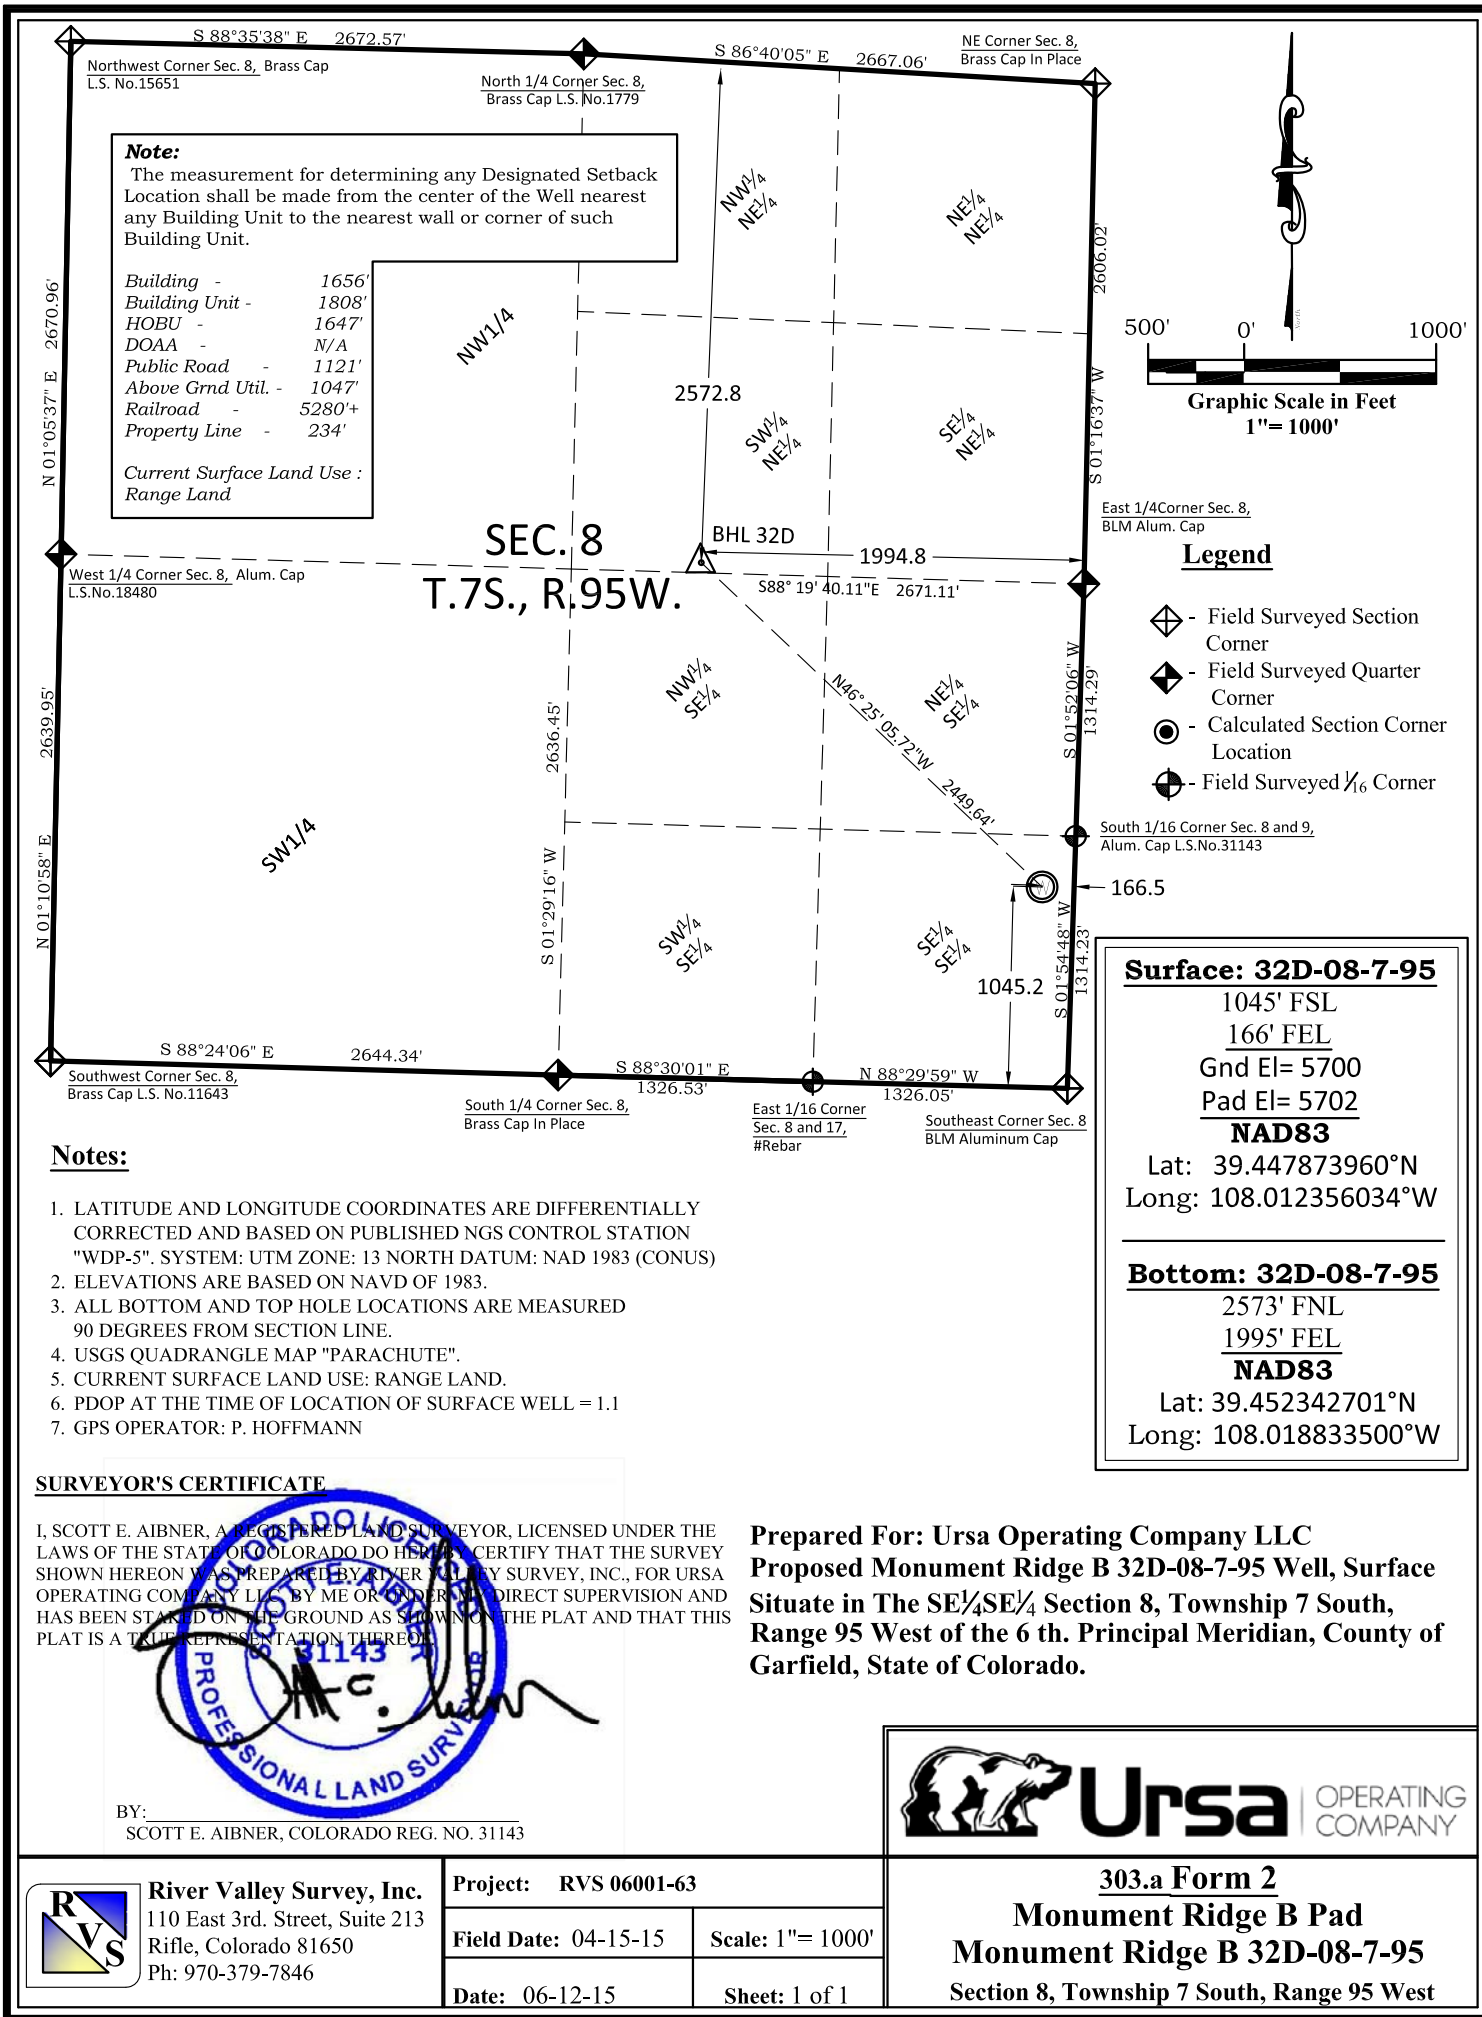 S 88°35'38" E 2672.57'
S 86°40'05" E 2667.06'
NE Corner Sec. 8,
Brass Cap In Place
Northwest Corner Sec. 8, Brass Cap
L.S. No.15651
North 1/4 Corner Sec. 8,
Brass Cap L.S. No.1779
Note:
The measurement for determining any Designated Setback
Location shall be made from the center of the Well nearest
any Building Unit to the nearest wall or corner of such
Building Unit.
Building - 1656'
Building Unit - 1808'
HOBU - 1647'
DOAA - N/A
Public Road - 1121'
Above Grnd Util. - 1047'
Railroad - 5280'+
Property Line - 234'
Current Surface Land Use :
Range Land
NW1/4
NW¼
NE¼
NE¼
NE¼
SW¼
NE¼
SE¼
NE¼
2572.8
N 01°05'37" E 2670.96'
2606.02'
S 01°16'37" W
North
500' 0' 1000'
Graphic Scale in Feet
1"= 1000'
East 1/4Corner Sec. 8,
BLM Alum. Cap
SEC. 8
T.7S., R.95W.
BHL 32D
1994.8
S88° 19' 40.11"E 2671.11'
West 1/4 Corner Sec. 8, Alum. Cap
L.S.No.18480
Legend
- Field Surveyed Section
Corner
- Field Surveyed Quarter
Corner
- Calculated Section Corner
Location
- Field Surveyed 1/16 Corner
NW¼
SE¼
NE¼
SE¼
N46° 25' 05.72"W 2449.64'
S 01°52'06" W
1314.29'
2636.45'
S 01°29'16" W
2639.95'
N 01°10'58" E
SW1/4
South 1/16 Corner Sec. 8 and 9,
Alum. Cap L.S.No.31143
166.5
SW¼
SE¼
SE¼
SE¼
1045.2
S 01°54'48" W
1314.23'
S 88°24'06" E 2644.34'
S 88°30'01" E
1326.53'
N 88°29'59" W
1326.05'
Southwest Corner Sec. 8,
Brass Cap L.S. No.11643
South 1/4 Corner Sec. 8,
Brass Cap In Place
East 1/16 Corner
Sec. 8 and 17,
#Rebar
Southeast Corner Sec. 8
BLM Aluminum Cap
Surface: 32D-08-7-95
1045' FSL
166' FEL
Gnd El= 5700
Pad El= 5702
NAD83
Lat: 39.447873960°N
Long: 108.012356034°W
Bottom: 32D-08-7-95
2573' FNL
1995' FEL
NAD83
Lat: 39.452342701°N
Long: 108.018833500°W
Notes:
1. LATITUDE AND LONGITUDE COORDINATES ARE DIFFERENTIALLY
CORRECTED AND BASED ON PUBLISHED NGS CONTROL STATION
"WDP-5". SYSTEM: UTM ZONE: 13 NORTH DATUM: NAD 1983 (CONUS)
2. ELEVATIONS ARE BASED ON NAVD OF 1983.
3. ALL BOTTOM AND TOP HOLE LOCATIONS ARE MEASURED
90 DEGREES FROM SECTION LINE.
4. USGS QUADRANGLE MAP "PARACHUTE".
5. CURRENT SURFACE LAND USE: RANGE LAND.
6. PDOP AT THE TIME OF LOCATION OF SURFACE WELL = 1.1
7. GPS OPERATOR: P. HOFFMANN
SURVEYOR'S CERTIFICATE
I, SCOTT E. AIBNER, A REGISTERED LAND SURVEYOR, LICENSED UNDER THE
LAWS OF THE STATE OF COLORADO DO HEREBY CERTIFY THAT THE SURVEY
SHOWN HEREON WAS PREPARED BY RIVER VALLEY SURVEY, INC., FOR URSA
OPERATING COMPANY LLC BY ME OR UNDER MY DIRECT SUPERVISION AND
HAS BEEN STAKED ON THE GROUND AS SHOWN ON THE PLAT AND THAT THIS
PLAT IS A TRUE REPRESENTATION THEREOF.
COLORADO LICENSED
SCOTT E. AIBNER
31143
PROFESSIONAL LAND SURVEYOR
BY:
SCOTT E. AIBNER, COLORADO REG. NO. 31143
Prepared For: Ursa Operating Company LLC
Proposed Monument Ridge B 32D-08-7-95 Well, Surface
Situate in The SE¼SE¼ Section 8, Township 7 South,
Range 95 West of the 6 th. Principal Meridian, County of
Garfield, State of Colorado.
Ursa OPERATING
COMPANY
RVS
River Valley Survey, Inc.
110 East 3rd. Street, Suite 213
Rifle, Colorado 81650
Ph: 970-379-7846
Project: RVS 06001-63
Field Date: 04-15-15
Scale: 1"= 1000'
Date: 06-12-15
Sheet: 1 of 1
303.a Form 2
Monument Ridge B Pad
Monument Ridge B 32D-08-7-95
Section 8, Township 7 South, Range 95 West